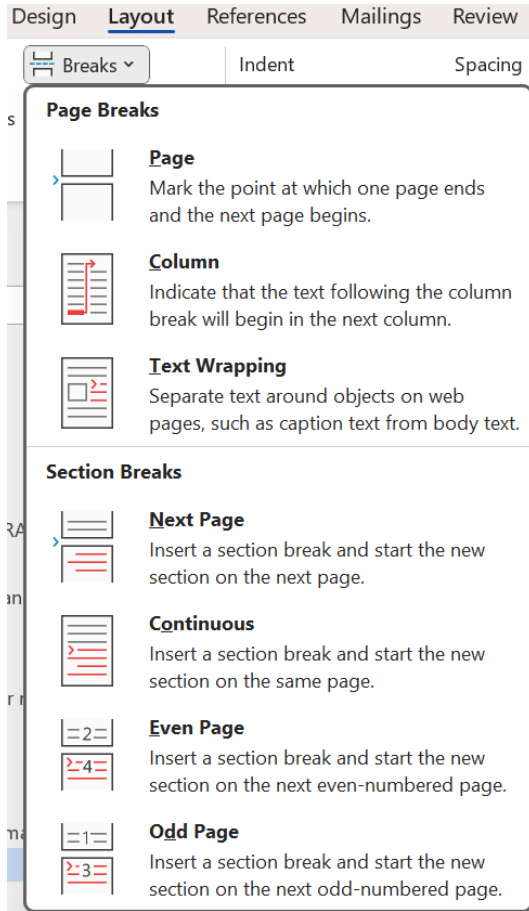 Design Layout References Mailings Review
Breaks Indent Spacing
s
Page Breaks
Page
Mark the point at which one page ends
and the next page begins.
Column
Indicate that the text following the column
break will begin in the next column.
Text Wrapping
Separate text around objects on web
pages, such as caption text from body text.
Section Breaks
Next Page
Insert a section break and start the new
section on the next page.
Continuous
Insert a section break and start the new
section on the same page.
=2=
=4=
Even Page
Insert a section break and start the new
section on the next even-numbered page.
=1=
=3=
Odd Page
Insert a section break and start the new
section on the next odd-numbered page.